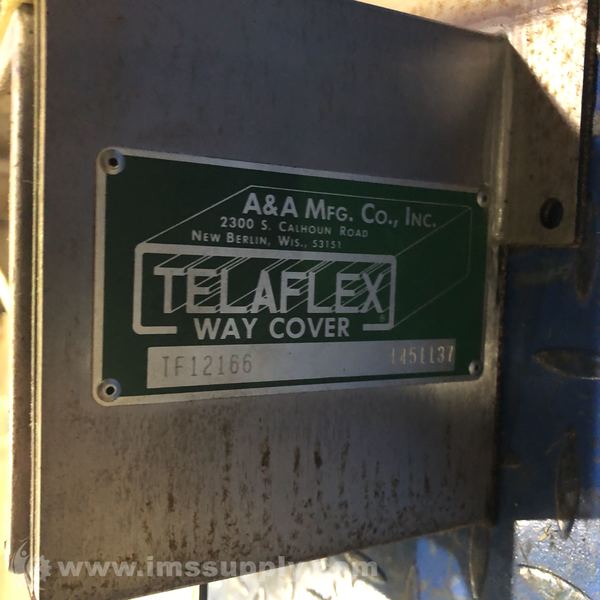 A&A MFG. CO., INC.
2300 S. CALHOUN ROAD
NEW BERLIN, WIS., 53151
TELAFLEX
WAY COVER
TF12166 1451137
www.imssupply.com